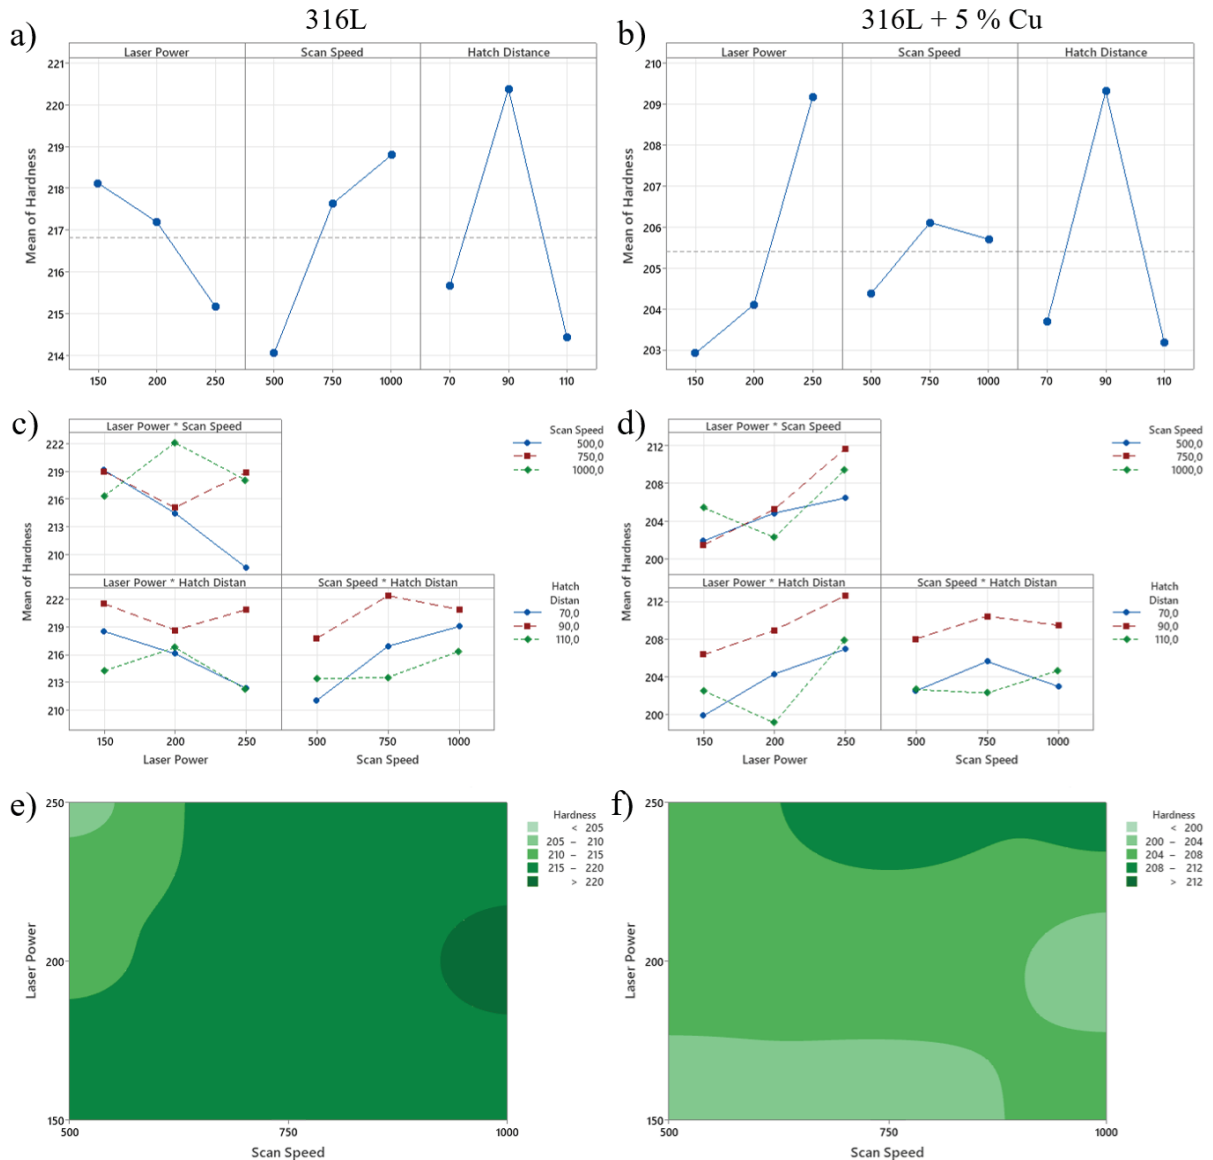 316L
316L + 5 % Cu
a)
Laser Power
Scan Speed
Hatch Distance
Mean of Hardness
221
220
219
218
217
216
215
214
150 200 250 500 750 1000 70 90 110
b)
Laser Power
Scan Speed
Hatch Distance
Mean of Hardness
210
209
208
207
206
205
204
203
150 200 250 500 750 1000 70 90 110
c)
Laser Power * Scan Speed
Scan Speed
500,0
750,0
1000,0
222
219
216
213
210
Mean of Hardness
Laser Power * Hatch Distan
Scan Speed * Hatch Distan
Hatch
Distan
70,0
90,0
110,0
222
219
216
213
210
150 200 250 500 750 1000
Laser Power
Scan Speed
d)
Laser Power * Scan Speed
Scan Speed
500,0
750,0
1000,0
212
208
204
200
Mean of Hardness
Laser Power * Hatch Distan
Scan Speed * Hatch Distan
Hatch
Distan
70,0
90,0
110,0
212
208
204
200
150 200 250 500 750 1000
Laser Power
Scan Speed
e)
250
200
150
Laser Power
500 750 1000
Scan Speed
Hardness
< 205
205 – 210
210 – 215
215 – 220
> 220
f)
250
200
150
Laser Power
500 750 1000
Scan Speed
Hardness
< 200
200 – 204
204 – 208
208 – 212
> 212